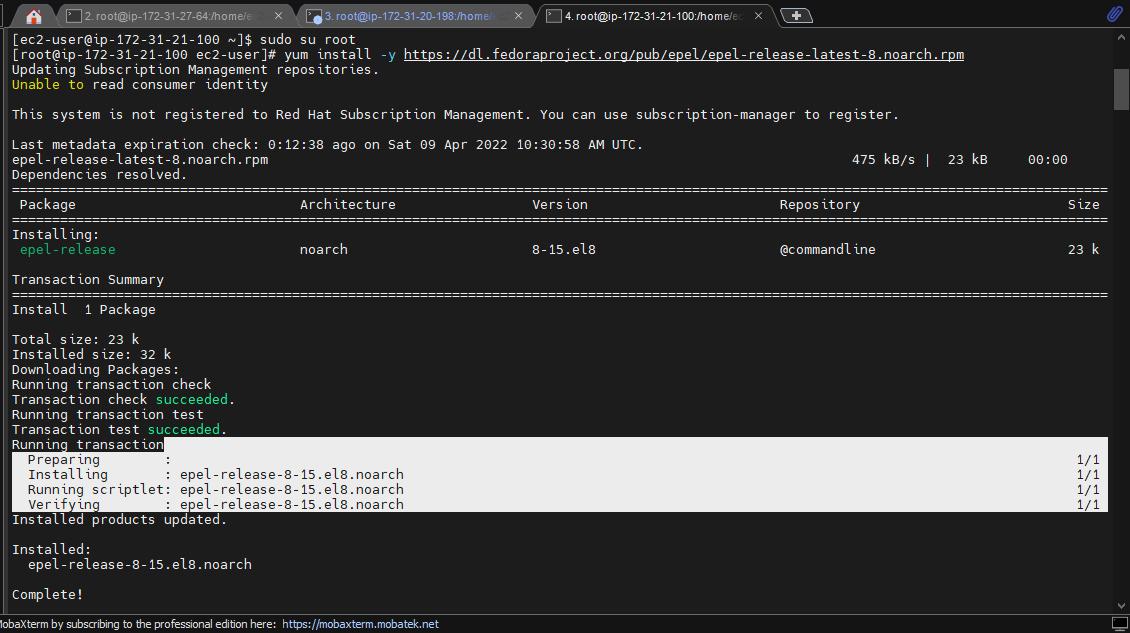 2. root@ip-172-31-27-64:/home/e
3. root@ip-172-31-20-198:/home/
4. root@ip-172-31-21-100:/home/ec
[ec2-user@ip-172-31-21-100 ~]$ sudo su root
[root@ip-172-31-21-100 ec2-user]# yum install -y https://dl.fedoraproject.org/pub/epel/epel-release-latest-8.noarch.rpm
Updating Subscription Management repositories.
Unable to read consumer identity
This system is not registered to Red Hat Subscription Management. You can use subscription-manager to register.
Last metadata expiration check: 0:12:38 ago on Sat 09 Apr 2022 10:30:58 AM UTC.
epel-release-latest-8.noarch.rpm 475 kB/s | 23 kB 00:00
Dependencies resolved.
================================================================================
Package Architecture Version Repository Size
================================================================================
Installing:
epel-release noarch 8-15.el8 @commandline 23 k
Transaction Summary
================================================================================
Install 1 Package
Total size: 23 k
Installed size: 32 k
Downloading Packages:
Running transaction check
Transaction check succeeded.
Running transaction test
Transaction test succeeded.
Running transaction
Preparing : 1/1
Installing : epel-release-8-15.el8.noarch 1/1
Running scriptlet: epel-release-8-15.el8.noarch 1/1
Verifying : epel-release-8-15.el8.noarch 1/1
Installed products updated.
Installed:
epel-release-8-15.el8.noarch
Complete!
MobaXterm by subscribing to the professional edition here: https://mobaxterm.mobatek.net